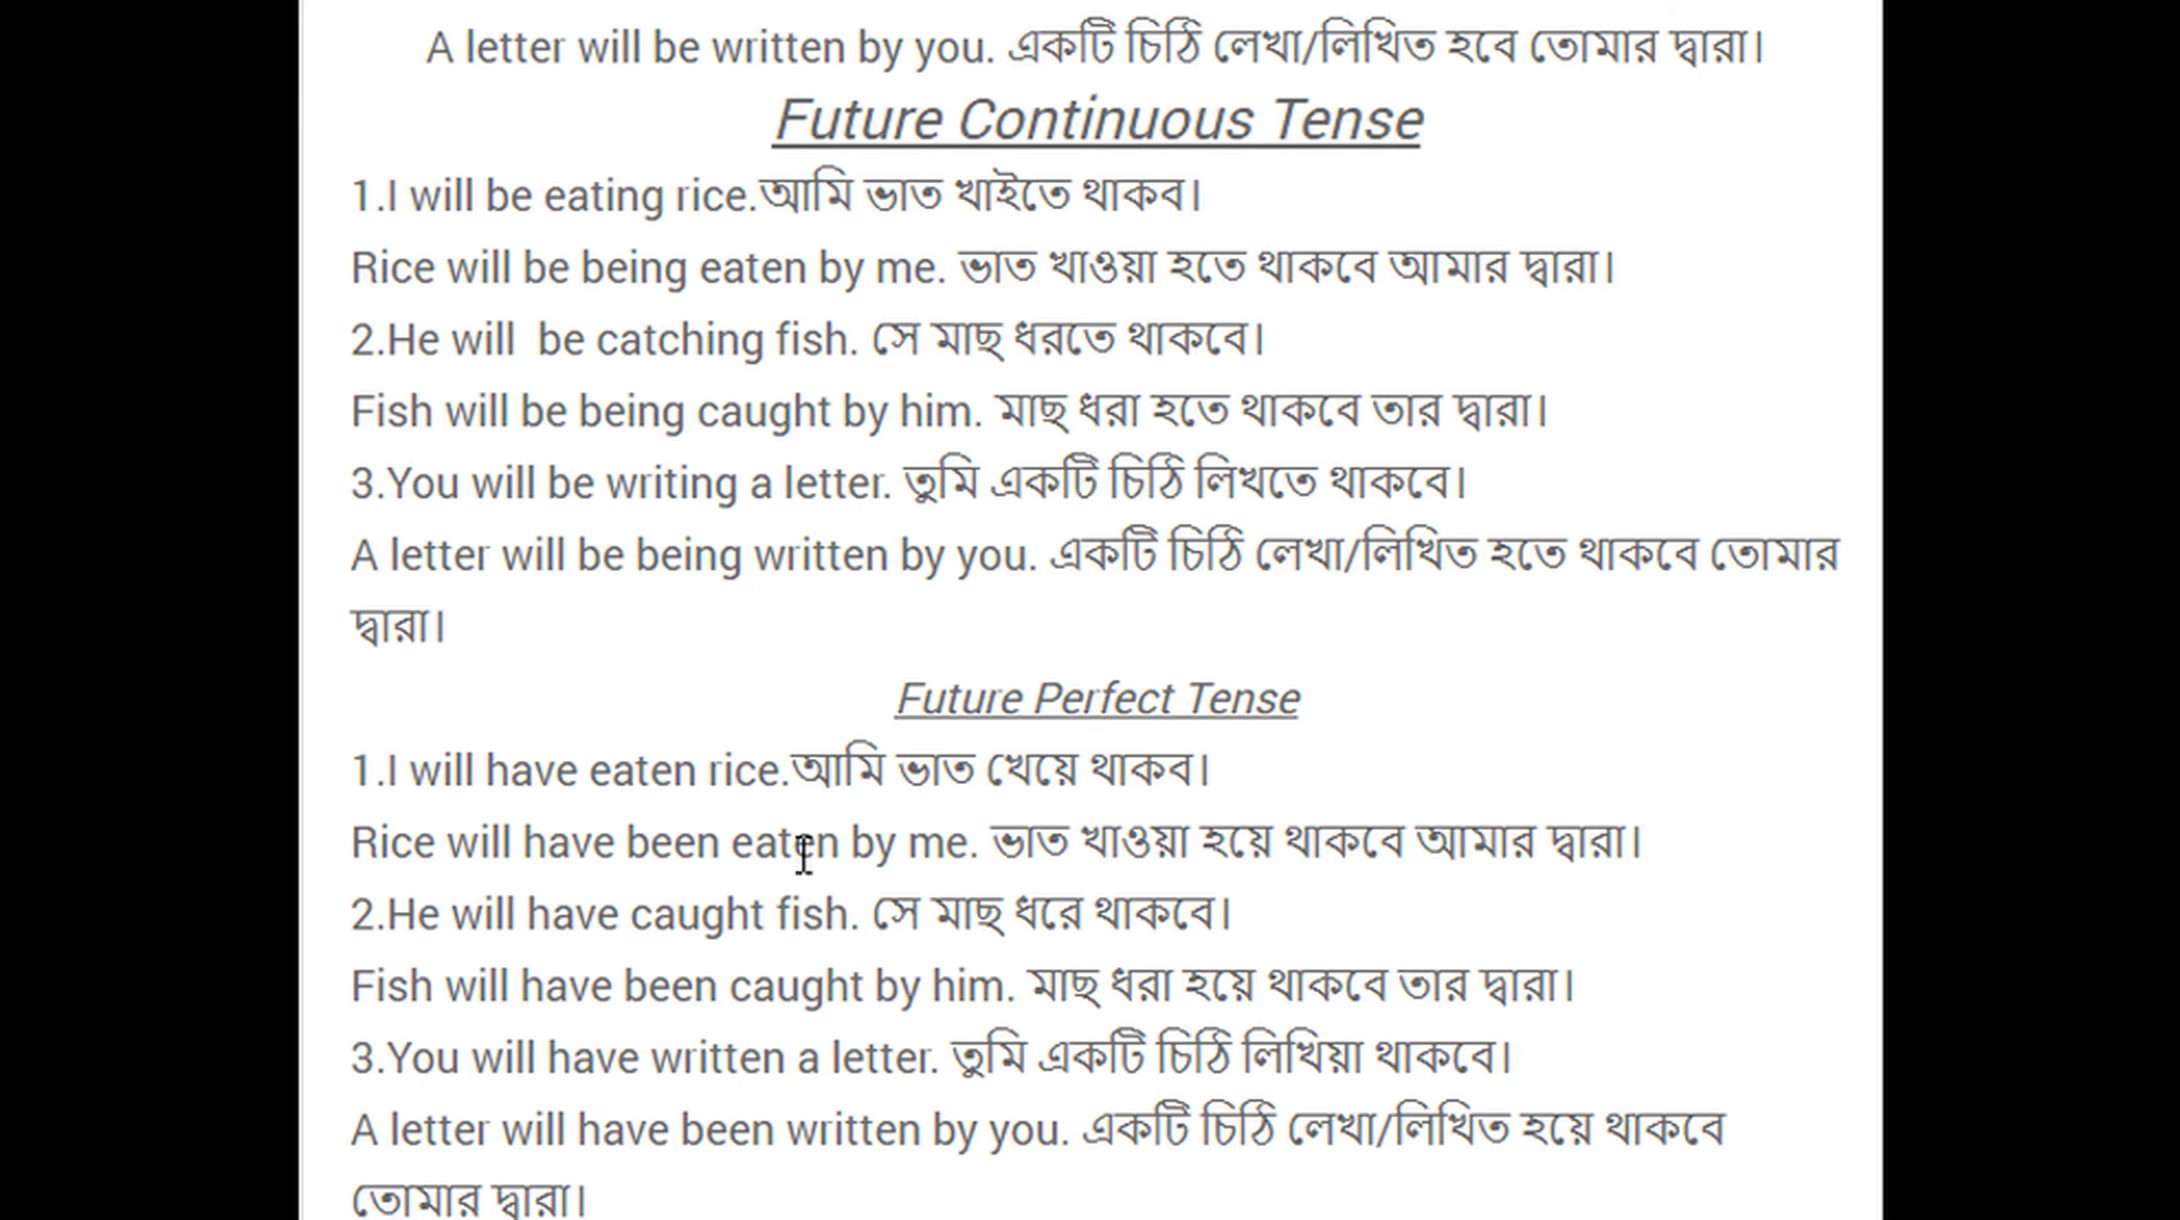 A letter will be written by you. একটি চিঠি লেখা/লিখিত হবে তোমার দ্বারা।
Future Continuous Tense
1.I will be eating rice.আমি ভাত খাইতে থাকব।
Rice will be being eaten by me. ভাত খাওয়া হতে থাকবে আমার দ্বারা।
2.He will  be catching fish. সে মাছ ধরতে থাকবে।
Fish will be being caught by him. মাছ ধরা হতে থাকবে তার দ্বারা।
3.You will be writing a letter. তুমি একটি চিঠি লিখতে থাকবে।
A letter will be being written by you. একটি চিঠি লেখা/লিখিত হতে থাকবে তোমার
দ্বারা।
Future Perfect Tense
1.I will have eaten rice.আমি ভাত খেয়ে থাকব।
Rice will have been eaten by me. ভাত খাওয়া হয়ে থাকবে আমার দ্বারা।
2.He will have caught fish. সে মাছ ধরে থাকবে।
Fish will have been caught by him. মাছ ধরা হয়ে থাকবে তার দ্বারা।
3.You will have written a letter. তুমি একটি চিঠি লিখিয়া থাকবে।
A letter will have been written by you. একটি চিঠি লেখা/লিখিত হয়ে থাকবে
তোমার দ্বারা।